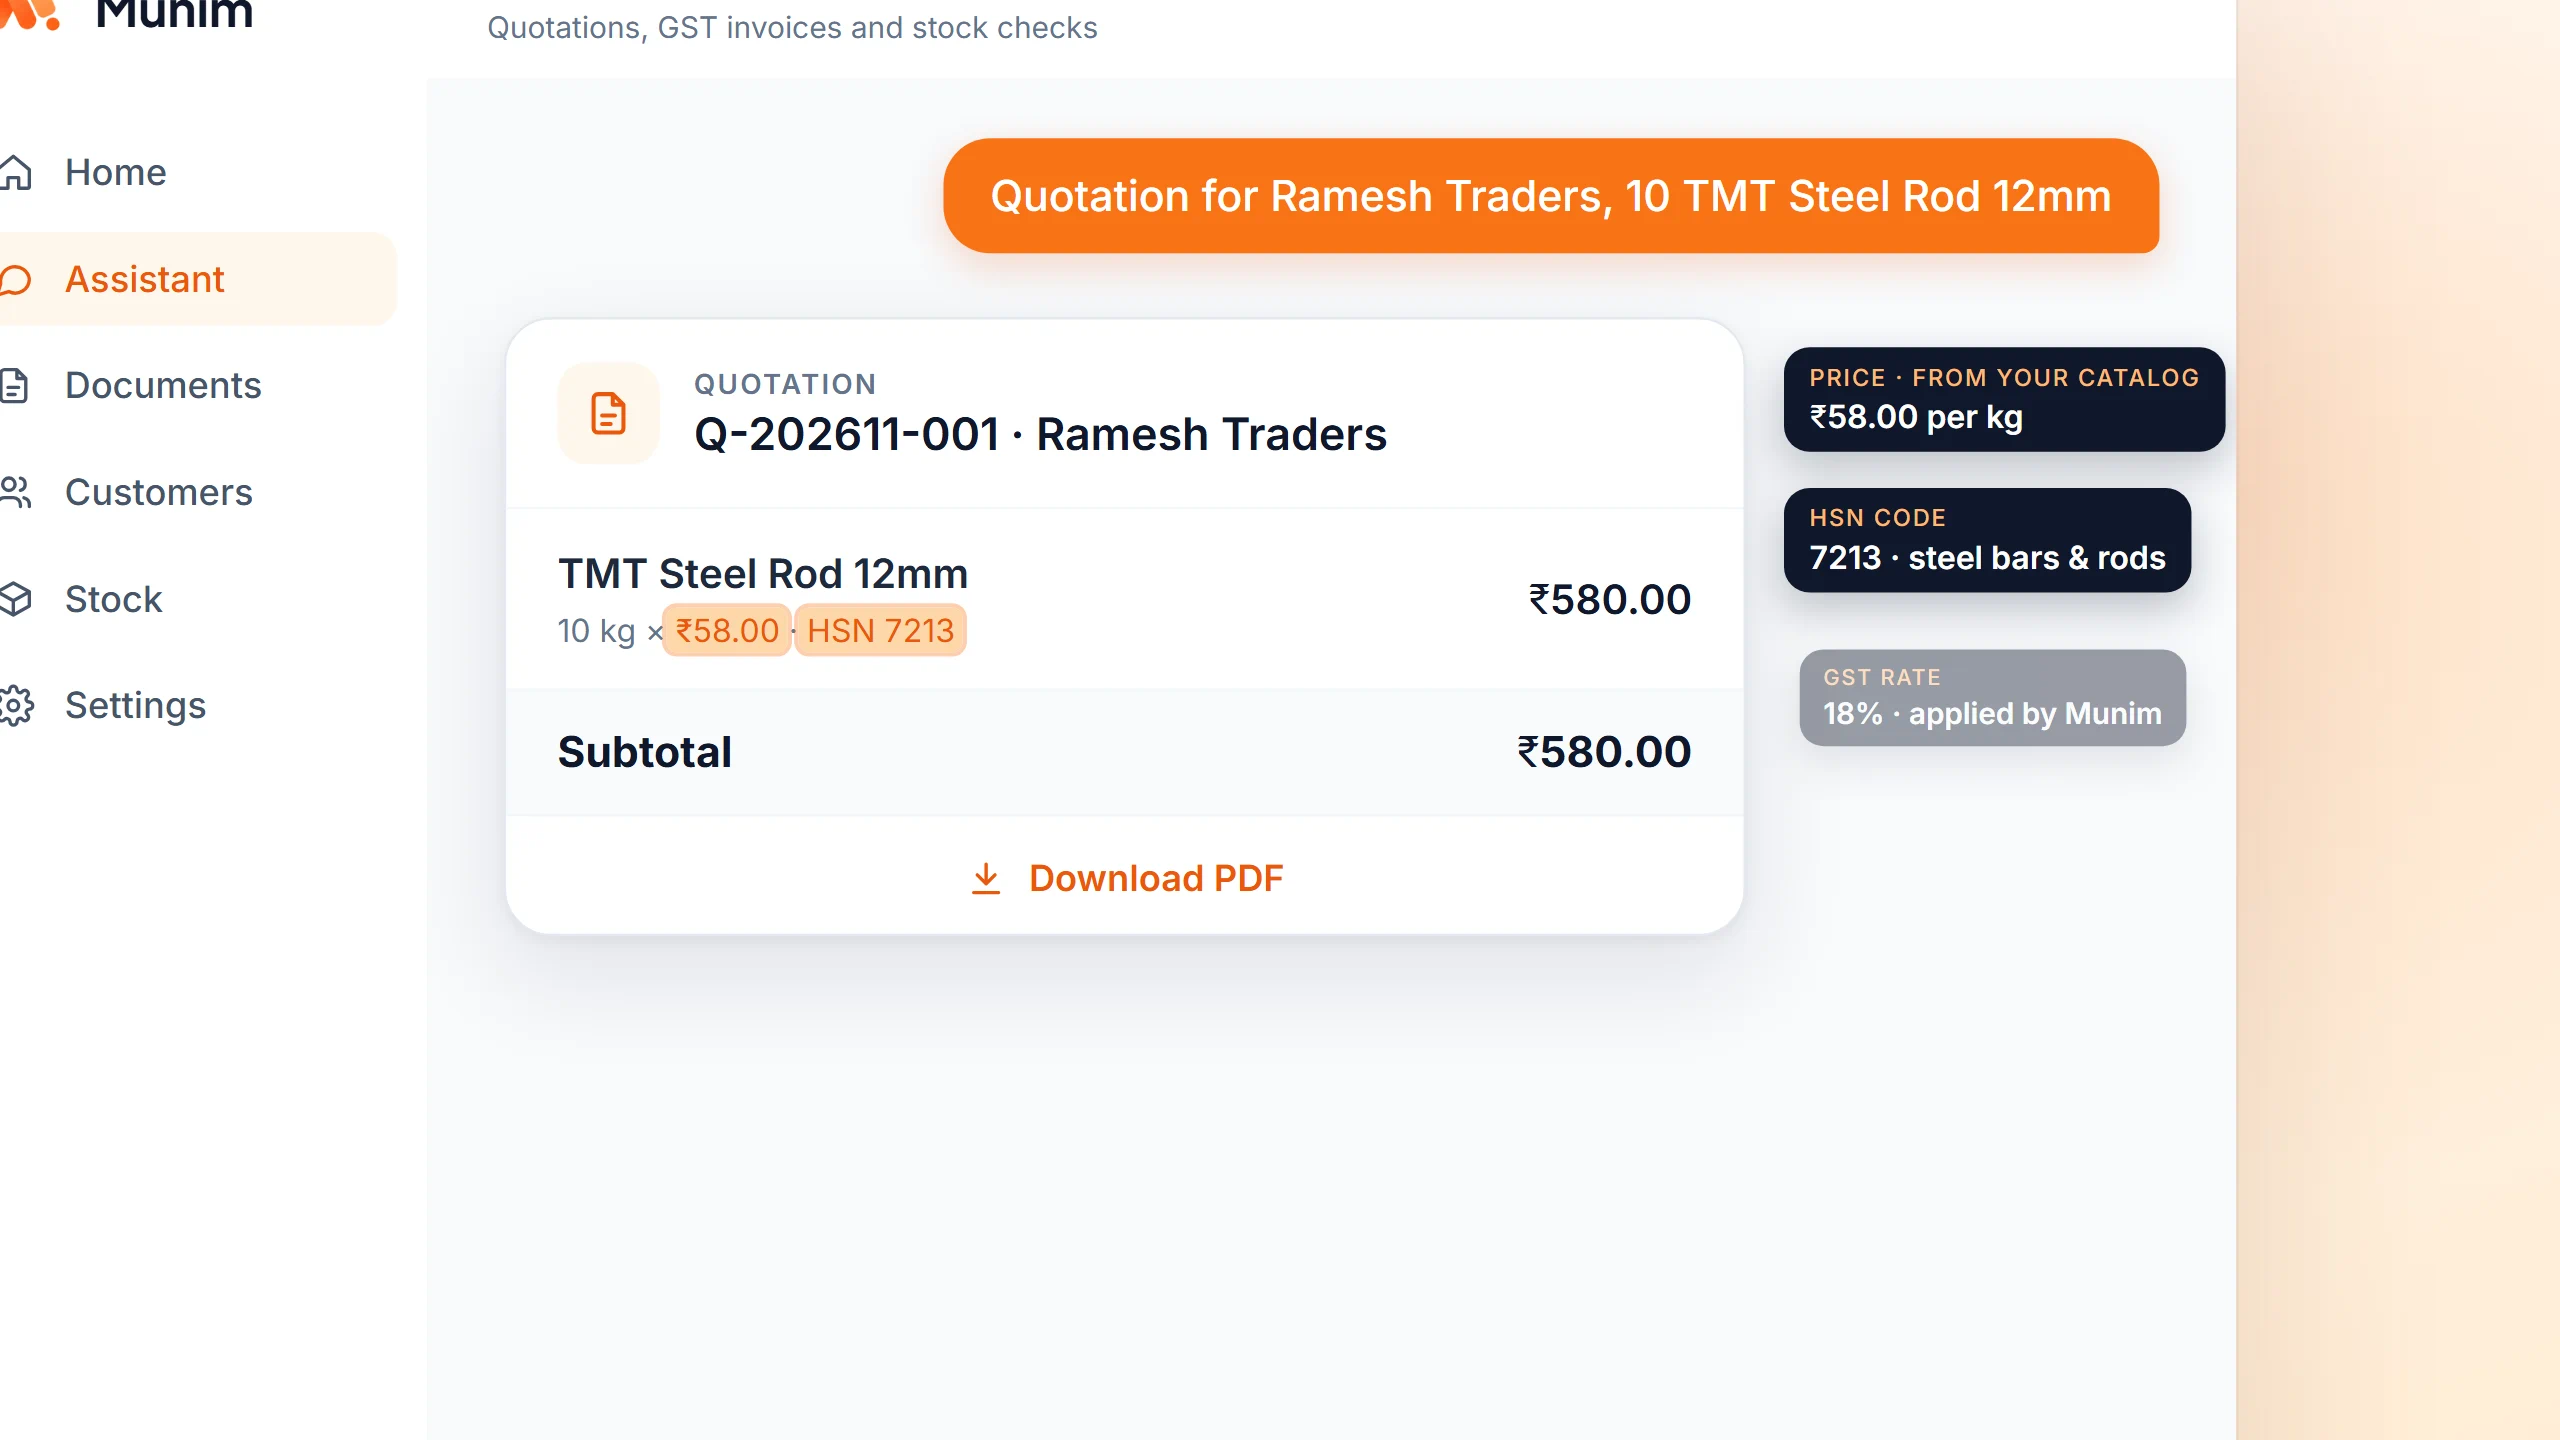 Munim
Quotations, GST invoices and stock checks
Home
Assistant
Documents
Customers
Stock
Settings
Quotation for Ramesh Traders, 10 TMT Steel Rod 12mm
QUOTATION
Q-202611-001 · Ramesh Traders
TMT Steel Rod 12mm
10 kg × ₹58.00 · HSN 7213
₹580.00
Subtotal
₹580.00
Download PDF
PRICE · FROM YOUR CATALOG
₹58.00 per kg
HSN CODE
7213 · steel bars & rods
GST RATE
18% · applied by Munim